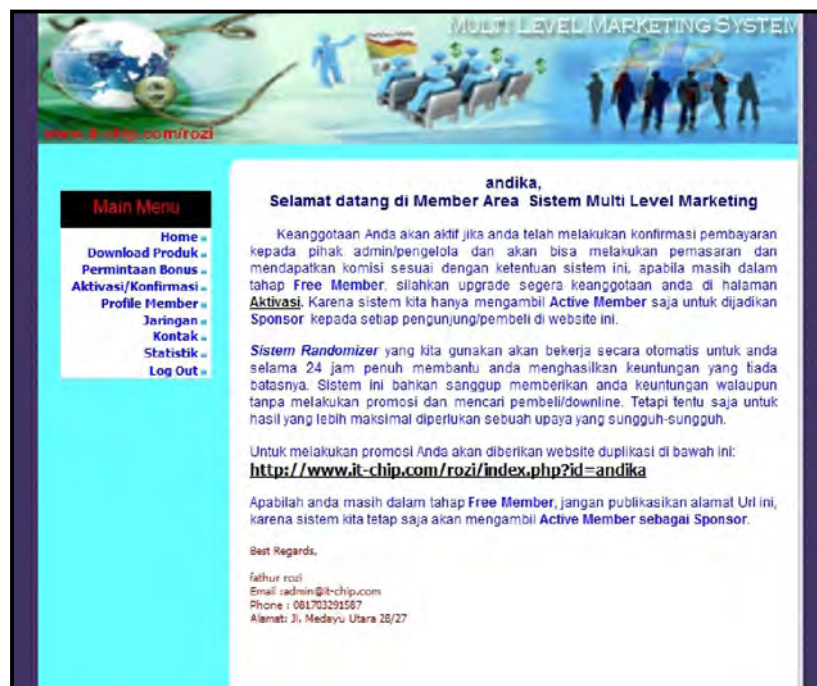 MULTI LEVEL MARKETING SYSTEM
www.it-chip.com/rozi
Main Menu
Home
Download Produk
Permintaan Bonus
Aktivasi/Konfirmasi
Profile Member
Jaringan
Kontak
Statistik
Log Out
andika,
Selamat datang di Member Area Sistem Multi Level Marketing
Keanggotaan Anda akan aktif jika anda telah melakukan konfirmasi pembayaran
kepada pihak admin/pengelola dan akan bisa melakukan pemasaran dan
mendapatkan komisi sesuai dengan ketentuan sistem ini, apabila masih dalam
tahap Free Member, silahkan upgrade segera keanggotaan anda di halaman
Aktivasi. Karena sistem kita hanya mengambil Active Member saja untuk dijadikan
Sponsor kepada setiap pengunjung/pembeli di website ini.
Sistem Randomizer yang kita gunakan akan bekerja secara otomatis untuk anda
selama 24 jam penuh membantu anda menghasilkan keuntungan yang tiada
batasnya. Sistem ini bahkan sanggup memberikan anda keuntungan walaupun
tanpa melakukan promosi dan mencari pembeli/downline. Tetapi tentu saja untuk
hasil yang lebih maksimal diperlukan sebuah upaya yang sungguh-sungguh.
Untuk melakukan promosi Anda akan diberikan website duplikasi di bawah ini:
http://www.it-chip.com/rozi/index.php?id=andika
Apabilah anda masih dalam tahap Free Member, jangan publikasikan alamat Url ini,
karena sistem kita tetap saja akan mengambil Active Member sebagai Sponsor.
Best Regards,
fathur rozi
Email :admin@it-chip.com
Phone : 081703291587
Alamat: Jl. Medayu Utara 28/27